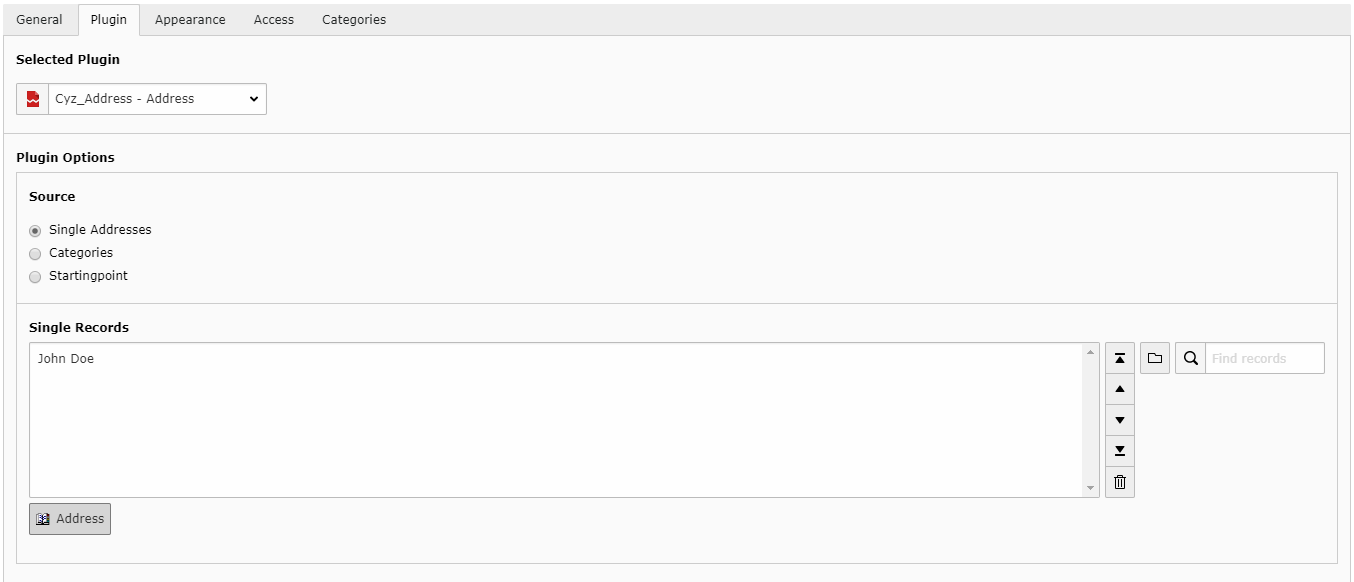 General Plugin Appearance Access Categories
Selected Plugin
Cyz_Address - Address
Plugin Options
Source
Single Addresses
Categories
Startingpoint
Single Records
John Doe
Find records
Address